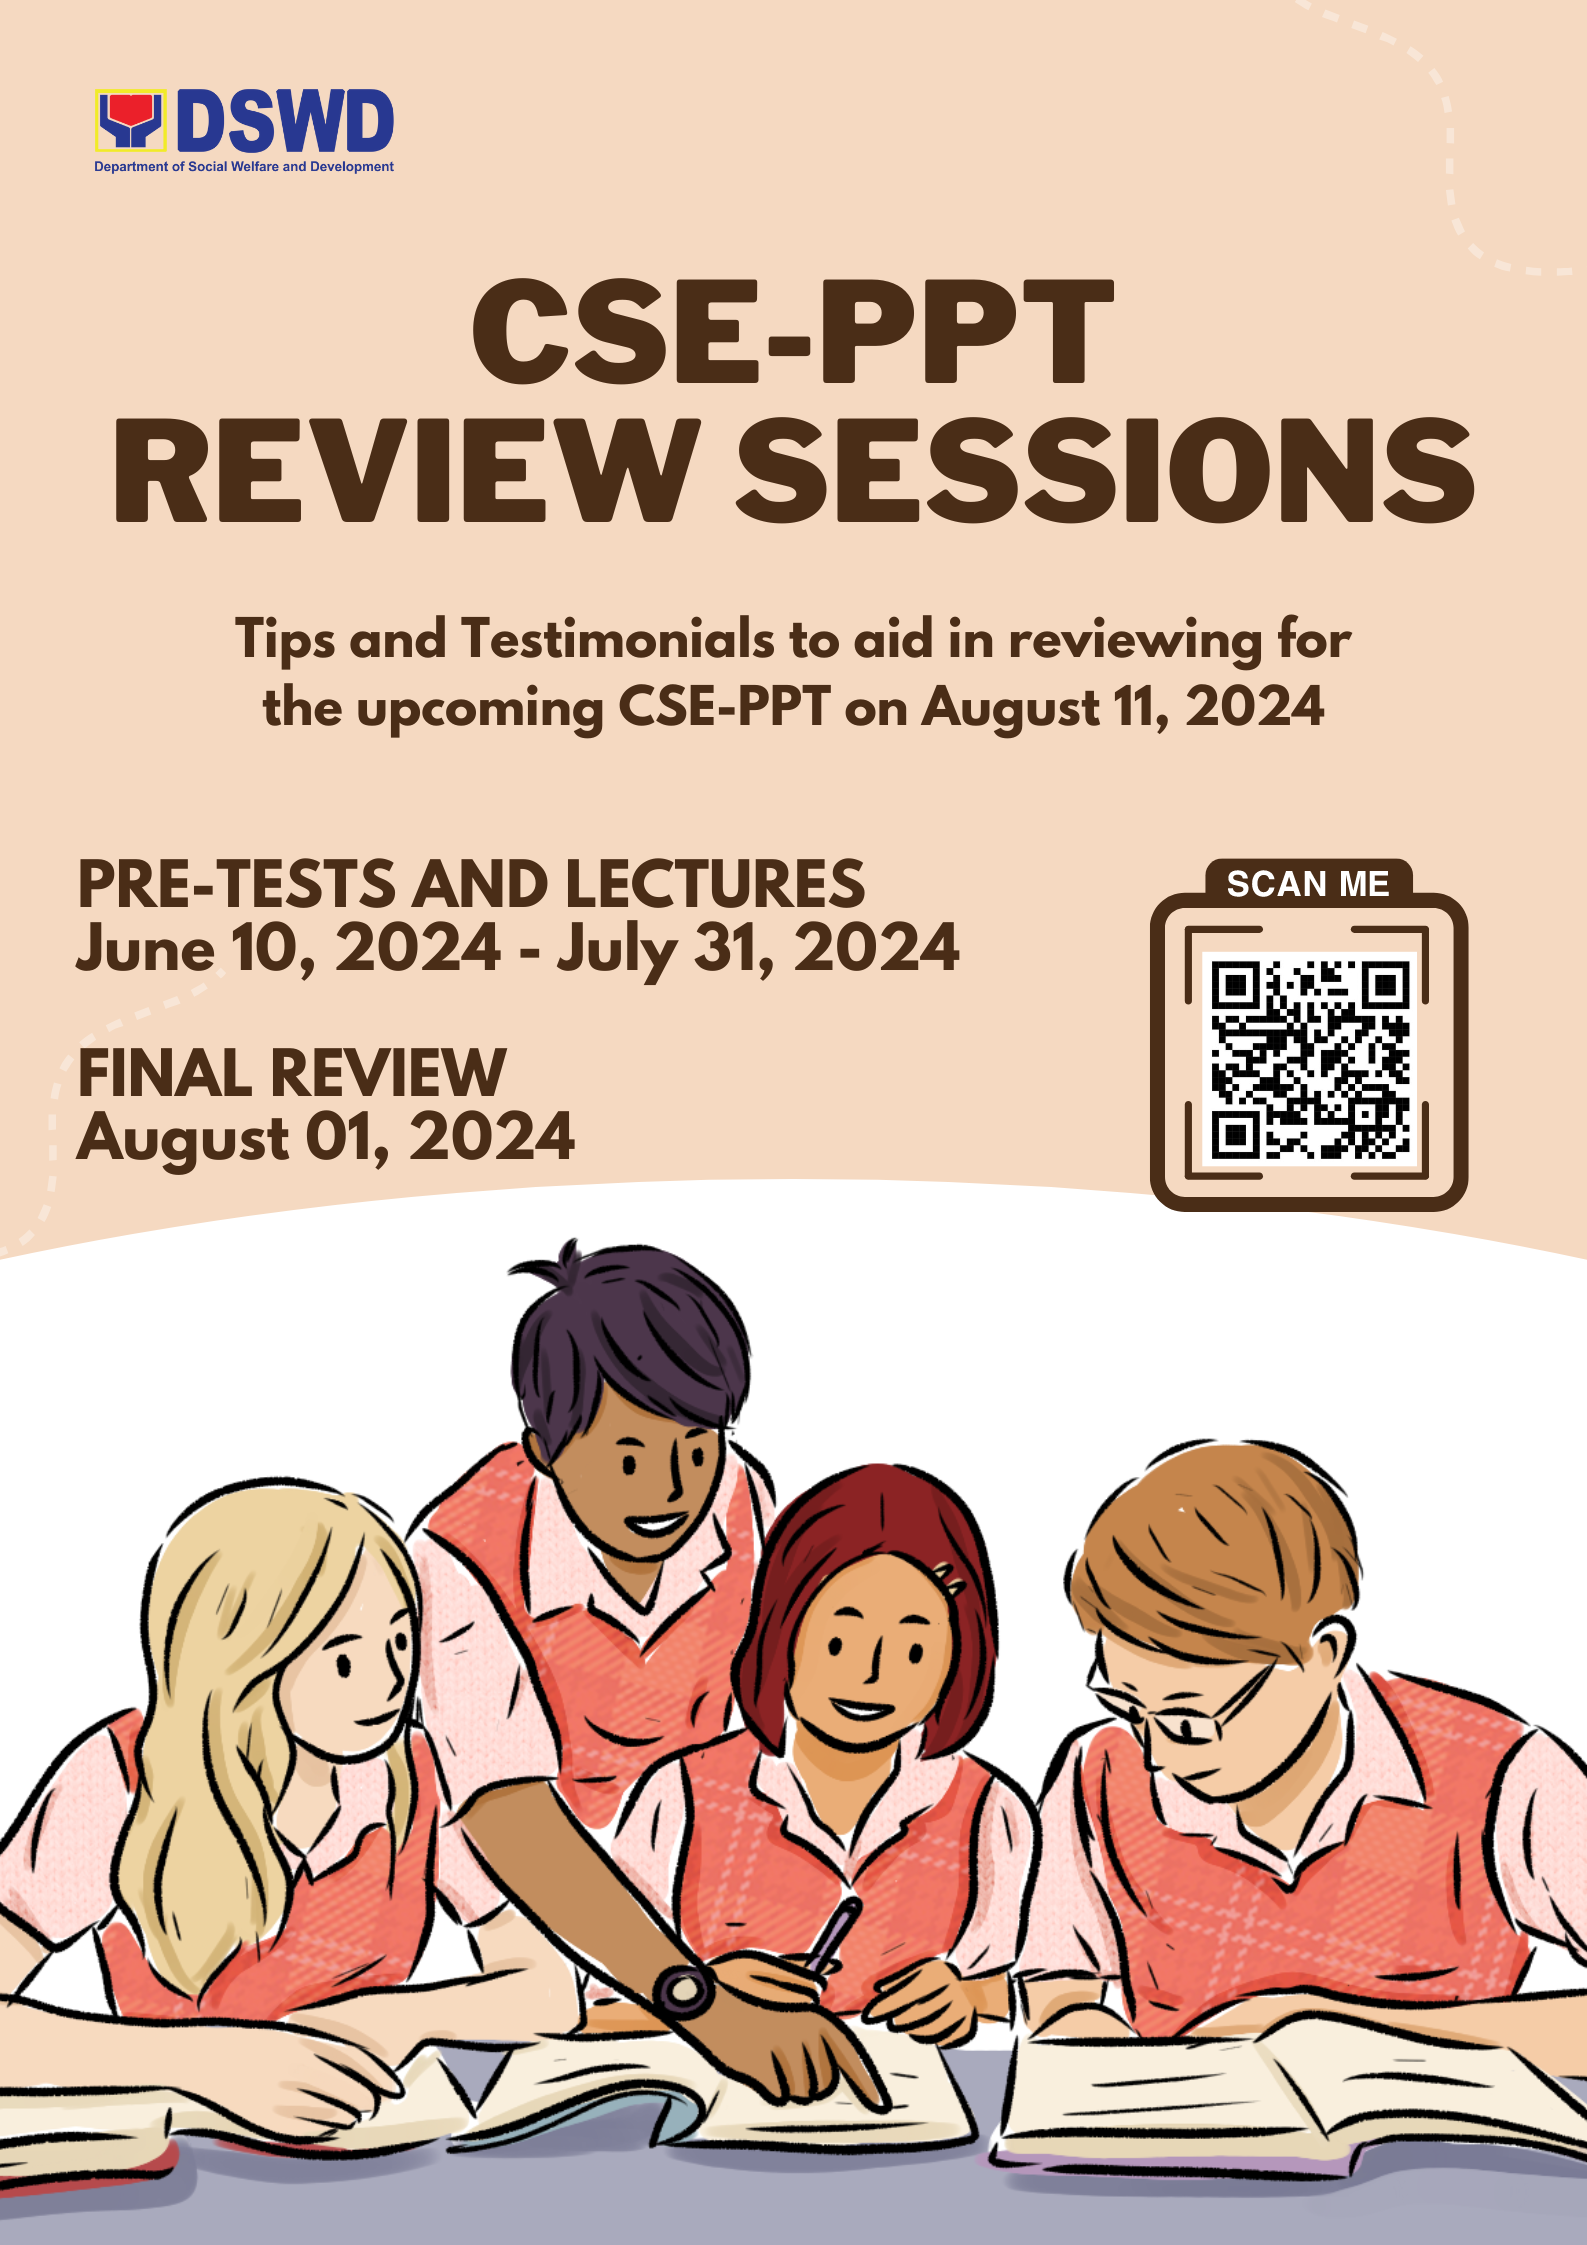 DSWD
Department of Social Welfare and Development
CSE-PPT
REVIEW SESSIONS
Tips and Testimonials to aid in reviewing for
the upcoming CSE-PPT on August 11, 2024
PRE-TESTS AND LECTURES
June 10, 2024 - July 31, 2024
FINAL REVIEW
August 01, 2024
SCAN ME